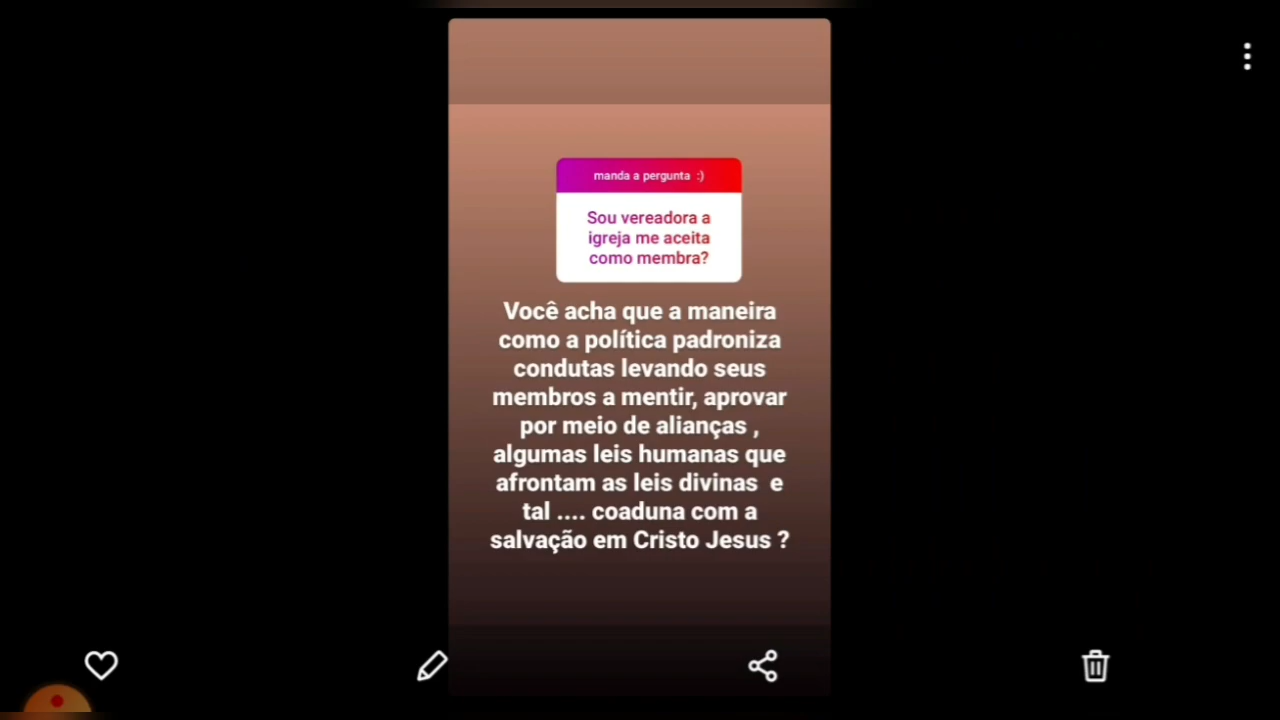 manda a pergunta :)
Sou vereadora a
igreja me aceita
como membra?
Você acha que a maneira
como a política padroniza
condutas levando seus
membros a mentir, aprovar
por meio de alianças ,
algumas leis humanas que
afrontam as leis divinas e
tal .... coaduna com a
salvação em Cristo Jesus ?